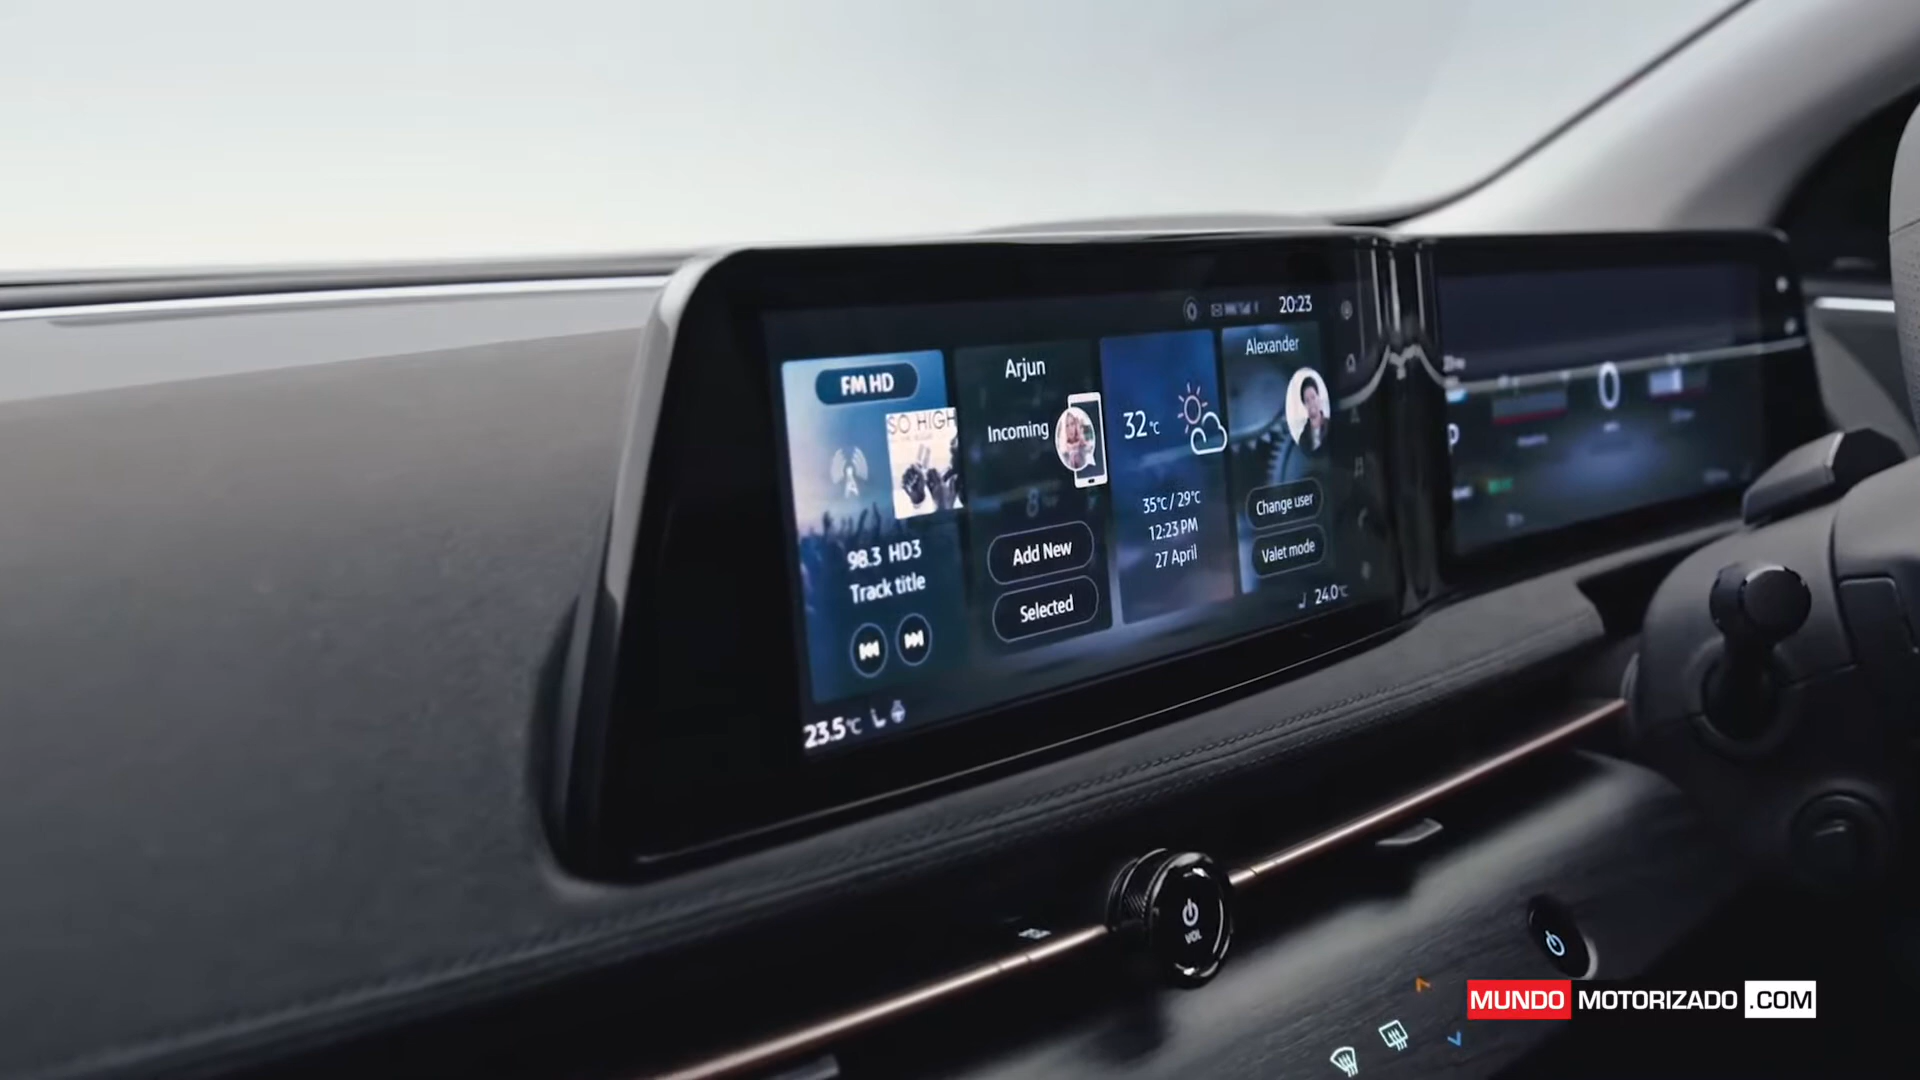 20:23
FM HD
SO HIGH
98.3 HD3
Track title
Arjun
Incoming
Add New
Selected
32°C
35°C / 29°C
12:23 PM
27 April
Alexander
Change user
Valet mode
23.5°C
24.0°C
P
VOL
MUNDO MOTORIZADO .COM